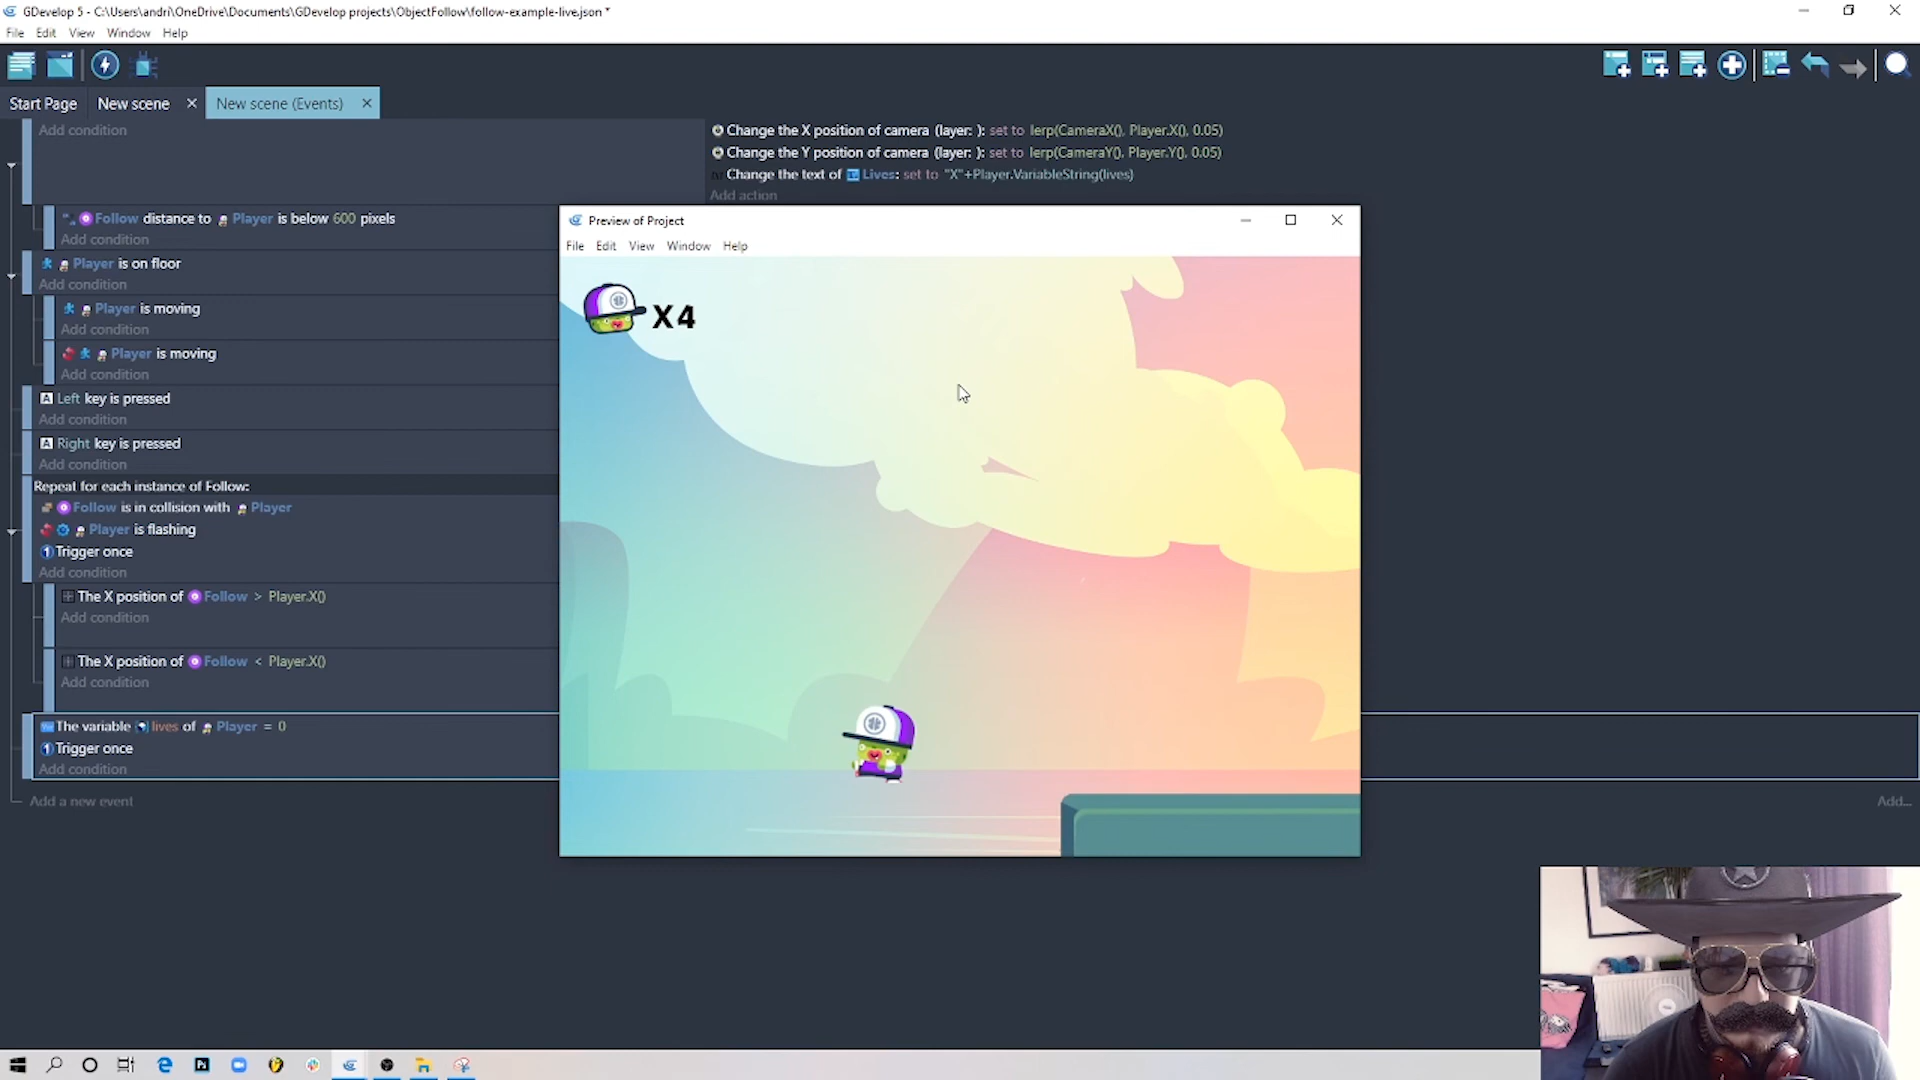 GDevelop 5 - C:\Users\andri\OneDrive\Documents\GDevelop projects\ObjectFollow\follow-example-live.json *
File Edit View Window Help
Start Page New scene New scene (Events)
Add condition
Change the X position of camera (layer: ): set to lerp(CameraX(), Player.X(), 0.05)
Change the Y position of camera (layer: ): set to lerp(CameraY(), Player.Y(), 0.05)
Change the text of Lives: set to "X"+Player.VariableString(lives)
Add action
Follow distance to Player is below 600 pixels
Add condition
Player is on floor
Add condition
Player is moving
Add condition
Player is moving
Add condition
Left key is pressed
Add condition
Right key is pressed
Add condition
Repeat for each instance of Follow:
Follow is in collision with Player
Player is flashing
Trigger once
Add condition
The X position of Follow > Player.X()
Add condition
The X position of Follow < Player.X()
Add condition
The variable lives of Player = 0
Trigger once
Add condition
Add a new event
Add...
Preview of Project
File Edit View Window Help
X4